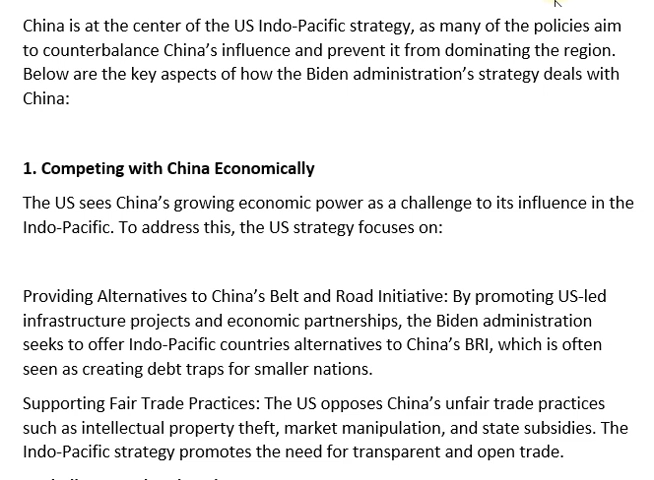 China is at the center of the US Indo-Pacific strategy, as many of the policies aim
to counterbalance China's influence and prevent it from dominating the region.
Below are the key aspects of how the Biden administration's strategy deals with
China:
1. Competing with China Economically
The US sees China's growing economic power as a challenge to its influence in the
Indo-Pacific. To address this, the US strategy focuses on:
Providing Alternatives to China's Belt and Road Initiative: By promoting US-led
infrastructure projects and economic partnerships, the Biden administration
seeks to offer Indo-Pacific countries alternatives to China's BRI, which is often
seen as creating debt traps for smaller nations.
Supporting Fair Trade Practices: The US opposes China's unfair trade practices
such as intellectual property theft, market manipulation, and state subsidies. The
Indo-Pacific strategy promotes the need for transparent and open trade.